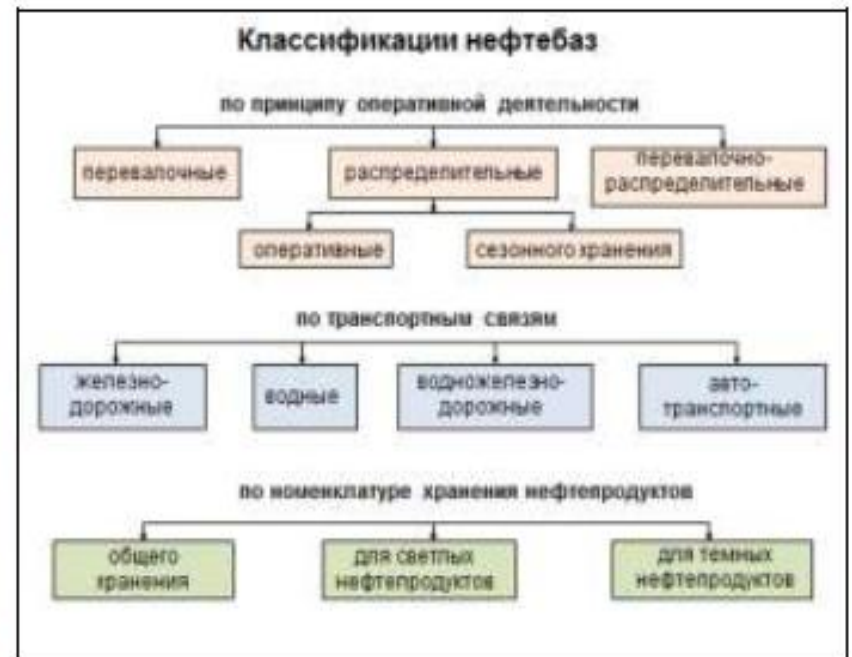 Классификации нефтебаз
по принципу оперативной деятельности
перевалочные
распределительные
перевалочно-
распределительные
оперативные
сезонного хранения
по транспортным связям
железно-
дорожные
водные
водножелезно-
дорожные
авто-
транспортные
по номенклатуре хранения нефтепродуктов
общего
хранения
для светлых
нефтепродуктов
для темных
нефтепродуктов